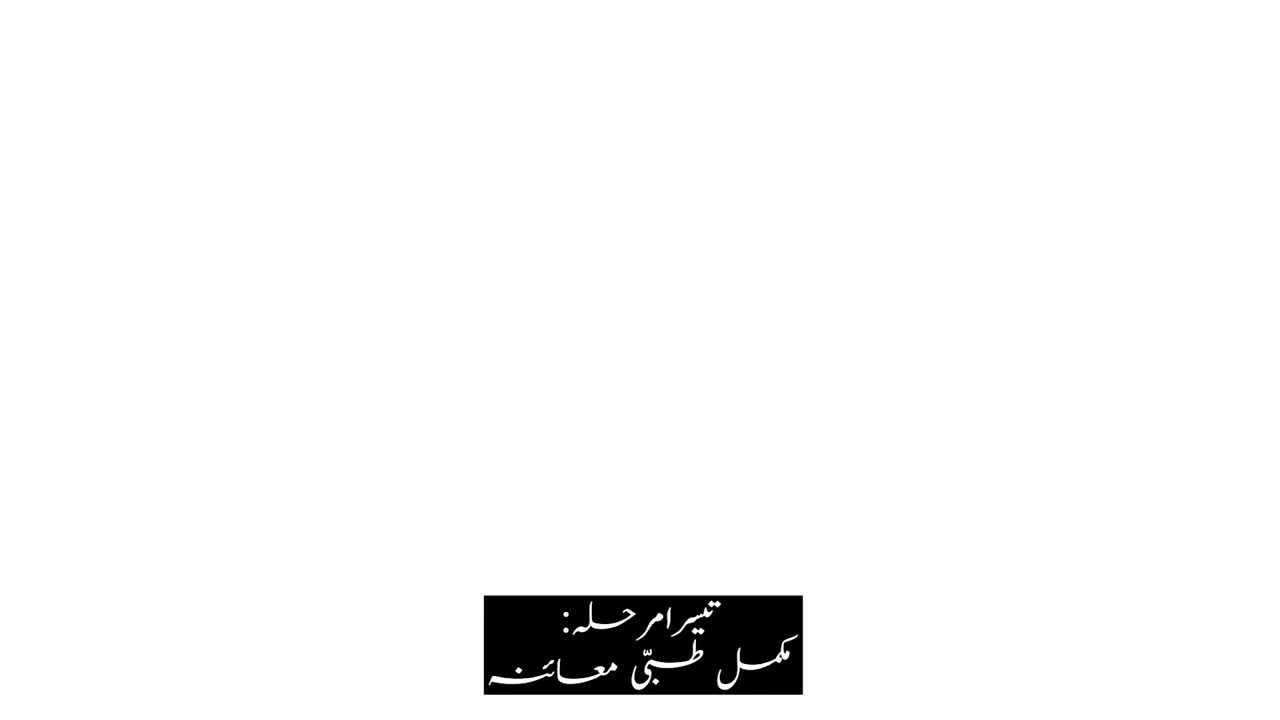 3
تیسرا مرحلہ:
مکمل طبّی معائنہ